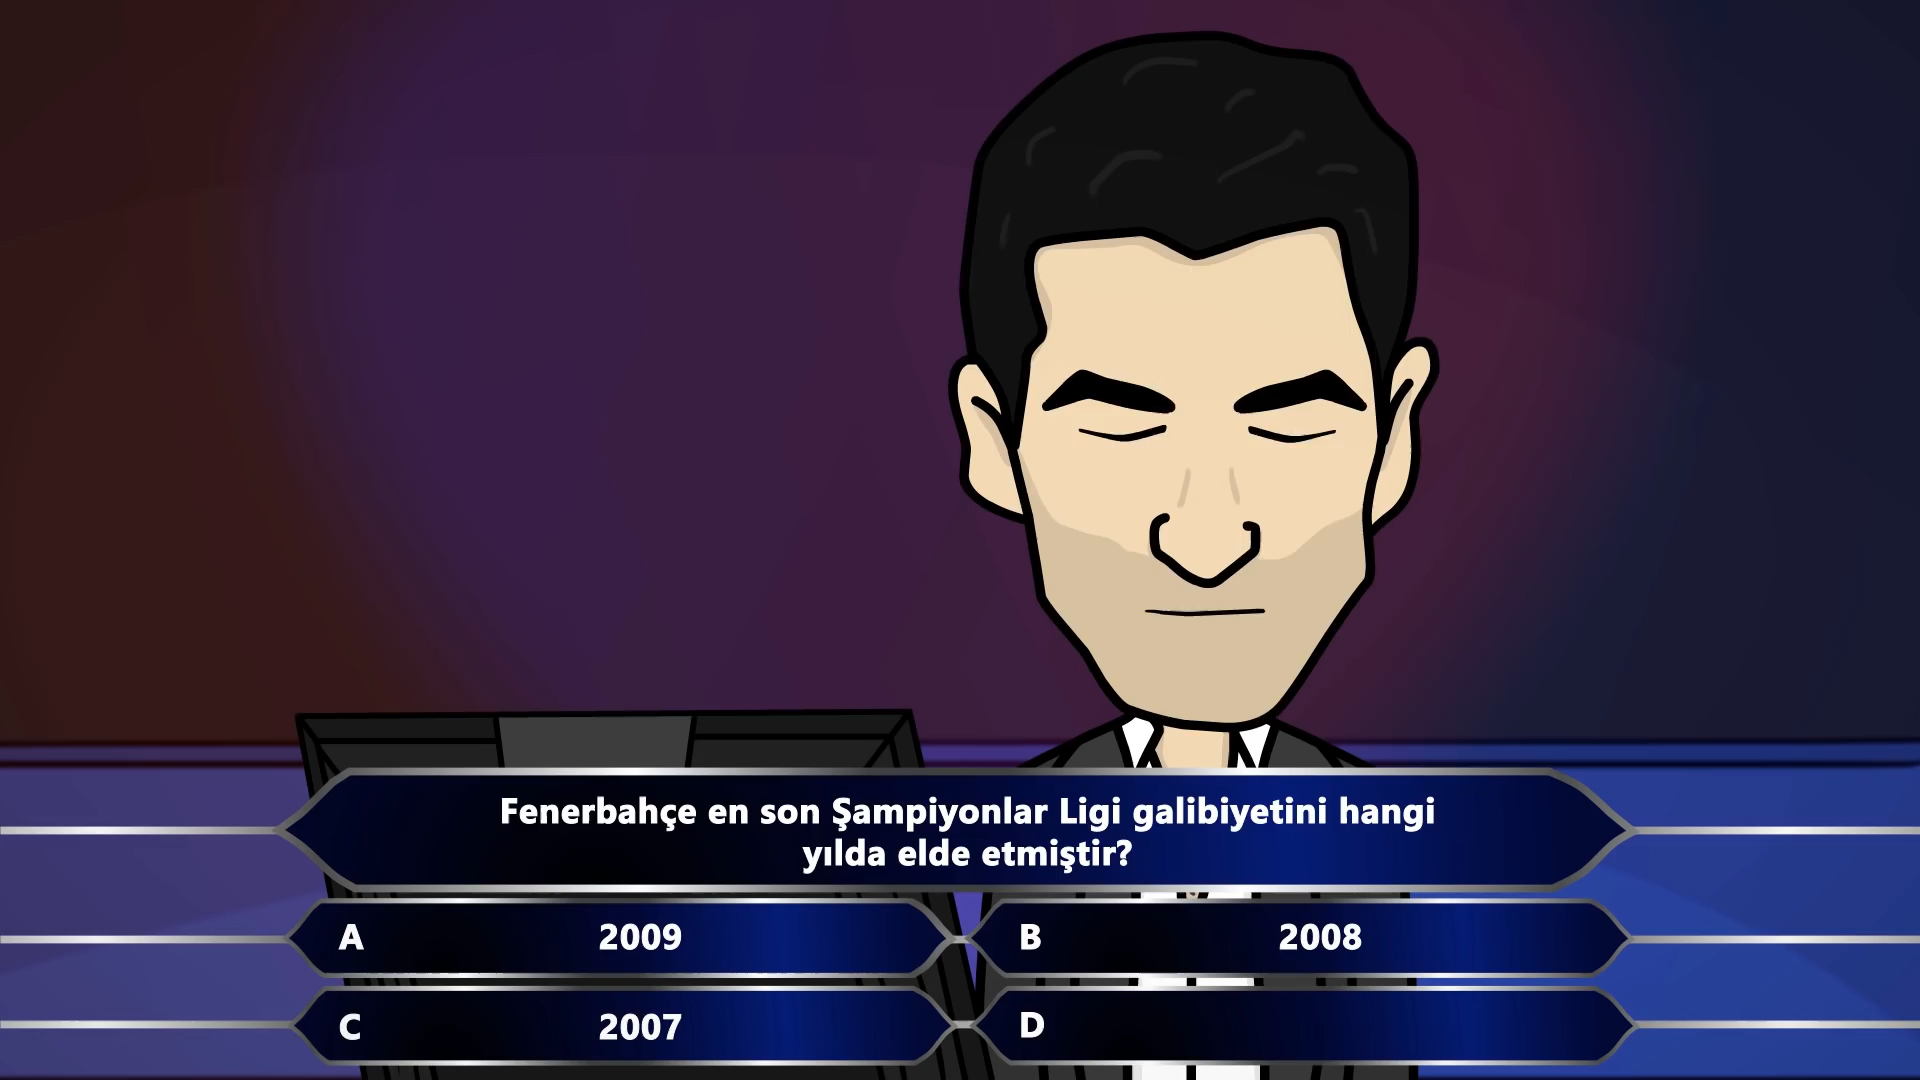 Fenerbahçe en son Şampiyonlar Ligi galibiyetini hangi
yılda elde etmiştir?
A 2009
B 2008
C 2007
D